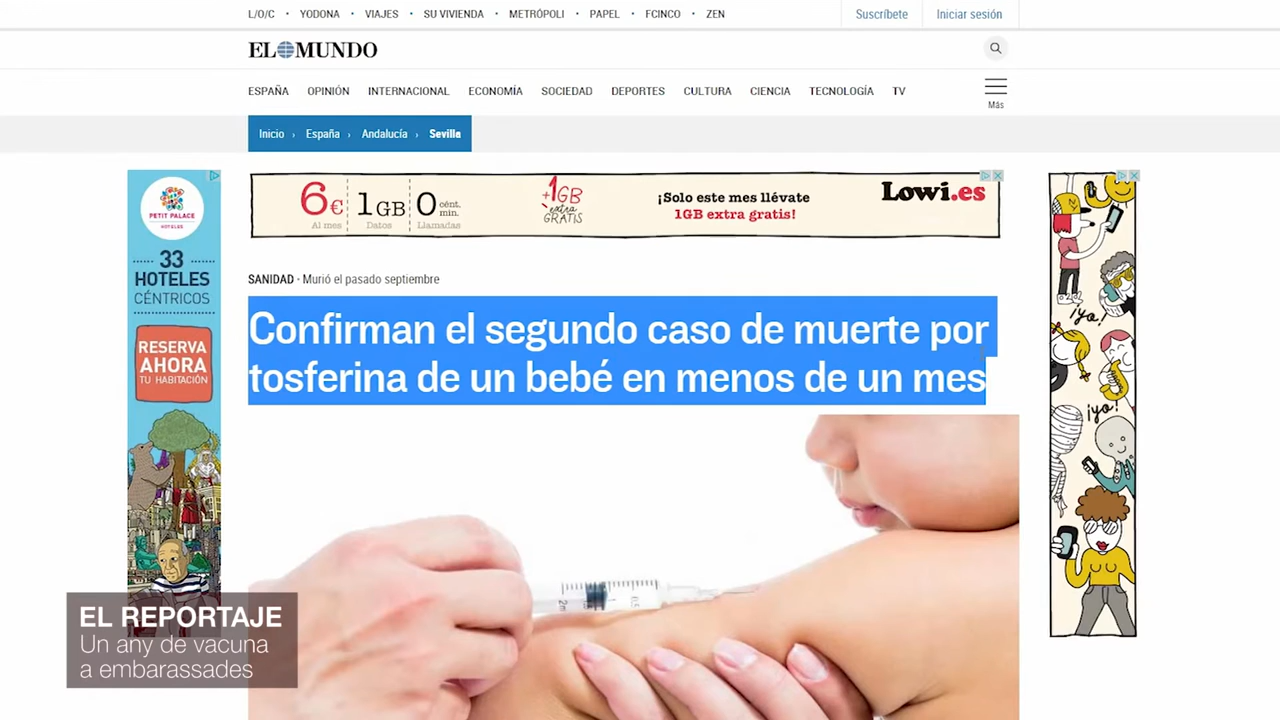 L/O/C • YODONA • VIAJES • SU VIVIENDA • METRÓPOLI • PAPEL • FCINCO • ZEN
Suscríbete
Iniciar sesión
EL MUNDO
ESPAÑA OPINIÓN INTERNACIONAL ECONOMÍA SOCIEDAD DEPORTES CULTURA CIENCIA TECNOLOGÍA TV
Más
Inicio › España › Andalucía › Sevilla
PETIT PALACE
HOTELES
33
HOTELES
CÉNTRICOS
RESERVA
AHORA
TU HABITACIÓN
6€
Al mes
1GB
Datos
0 cént. min.
Llamadas
+1GB
extra
GRATIS
¡Solo este mes llévate
1GB extra gratis!
Lowi.es
¡yo!
¡yo!
SANIDAD · Murió el pasado septiembre
Confirman el segundo caso de muerte por
tosferina de un bebé en menos de un mes
EL REPORTAJE
Un any de vacuna
a embarassades